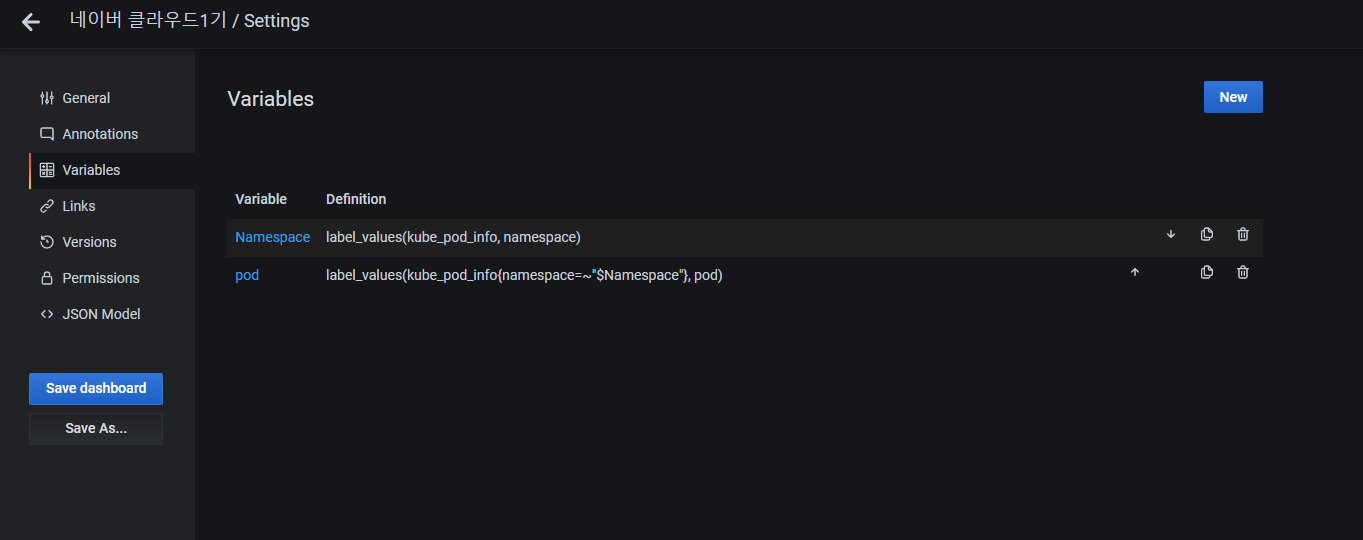 네이버 클라우드1기 / Settings
General
Annotations
Variables
Links
Versions
Permissions
JSON Model
Save dashboard
Save As...
Variables
New
Variable Definition
Namespace label_values(kube_pod_info, namespace)
pod label_values(kube_pod_info{namespace=~"$Namespace"}, pod)